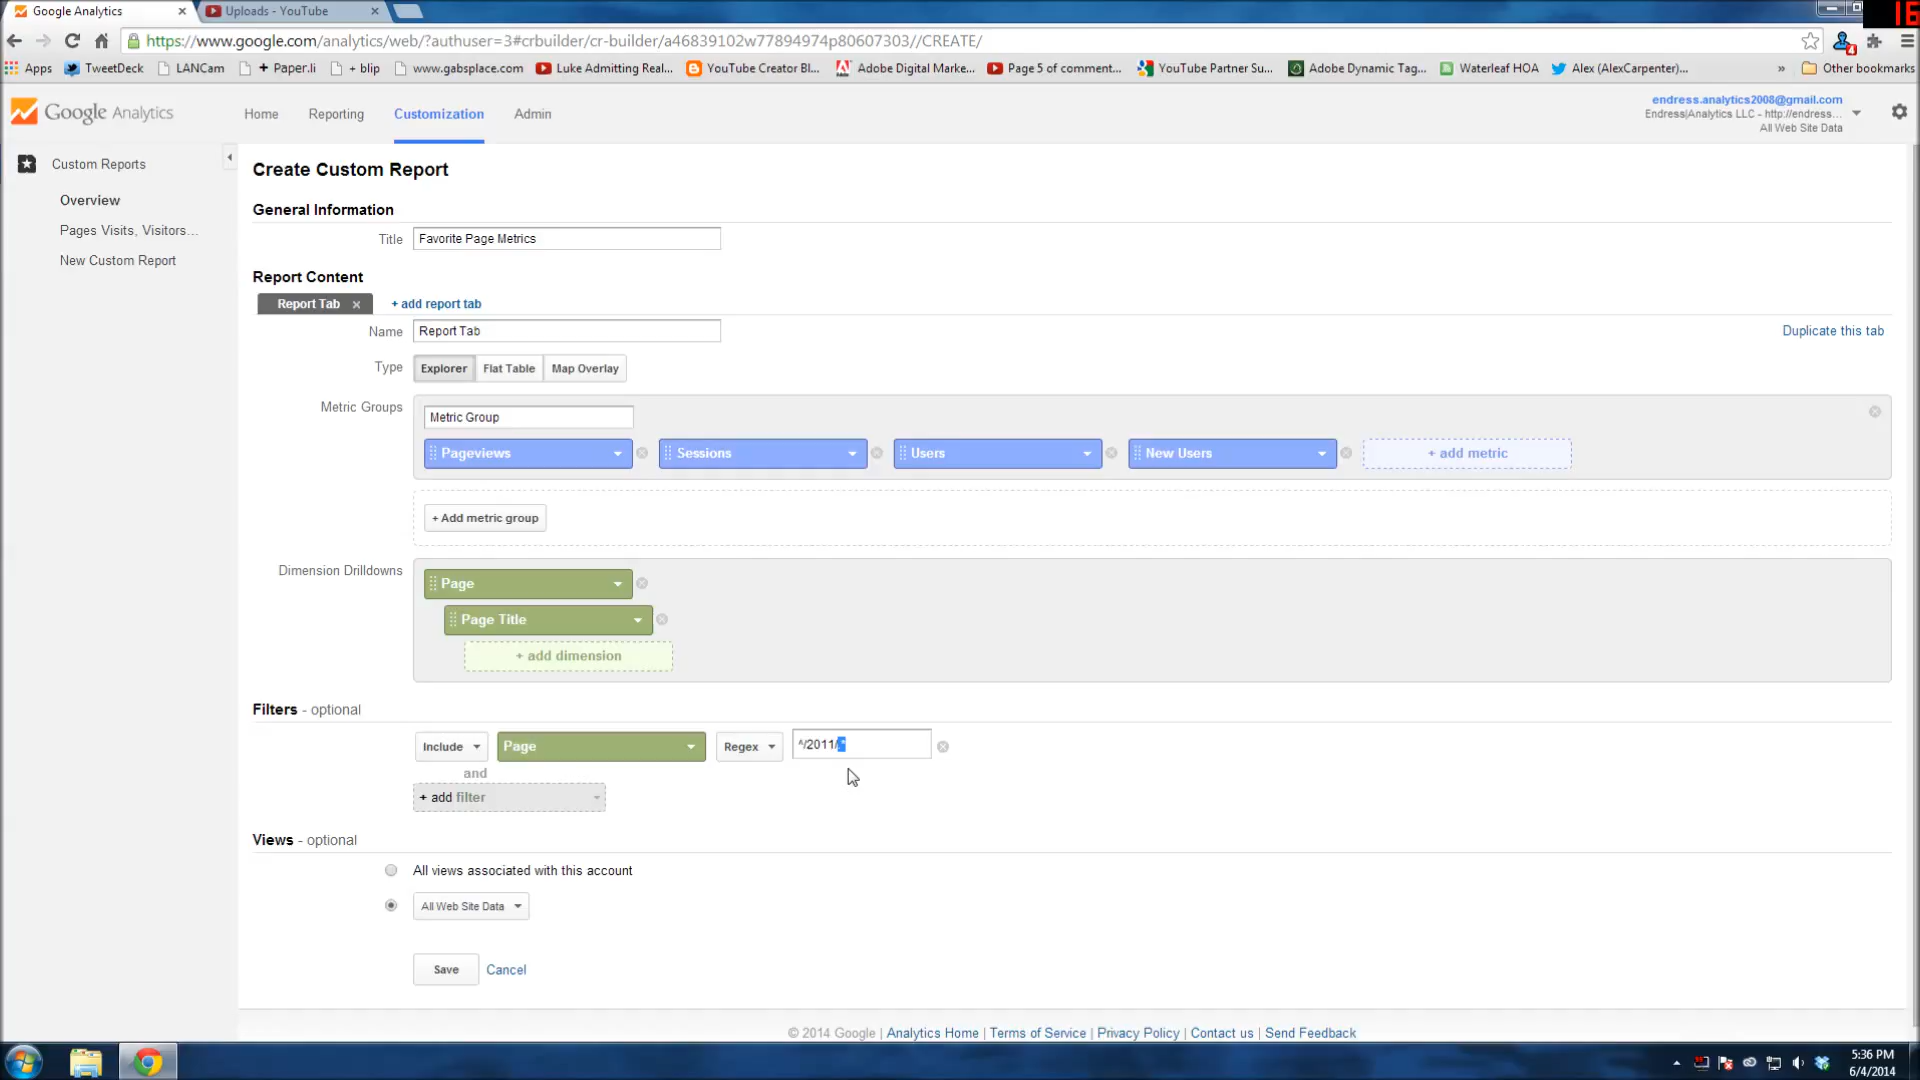 Google Analytics
Uploads - YouTube
16
https://www.google.com/analytics/web/?authuser=3#crbuilder/cr-builder/a46839102w77894974p80607303//CREATE/
4
Apps TweetDeck LANCam + Paper.li + blip www.gabsplace.com Luke Admitting Real... YouTube Creator Bl... Adobe Digital Marke... Page 5 of comment... YouTube Partner Su... Adobe Dynamic Tag... Waterleaf HOA Alex (AlexCarpenter)... » Other bookmarks
Google Analytics
Home Reporting Customization Admin
endress.analytics2008@gmail.com
Endress|Analytics LLC - http://endress...
All Web Site Data
Custom Reports
Overview
Pages Visits, Visitors...
New Custom Report
Create Custom Report
General Information
Title Favorite Page Metrics
Report Content
Report Tab + add report tab
Name Report Tab
Duplicate this tab
Type Explorer Flat Table Map Overlay
Metric Groups
Metric Group
Pageviews Sessions Users New Users + add metric
+ Add metric group
Dimension Drilldowns
Page
Page Title
+ add dimension
Filters - optional
Include Page Regex ^/2011/.*
and
+ add filter
Views - optional
All views associated with this account
All Web Site Data
Save Cancel
© 2014 Google | Analytics Home | Terms of Service | Privacy Policy | Contact us | Send Feedback
5:36 PM
6/4/2014